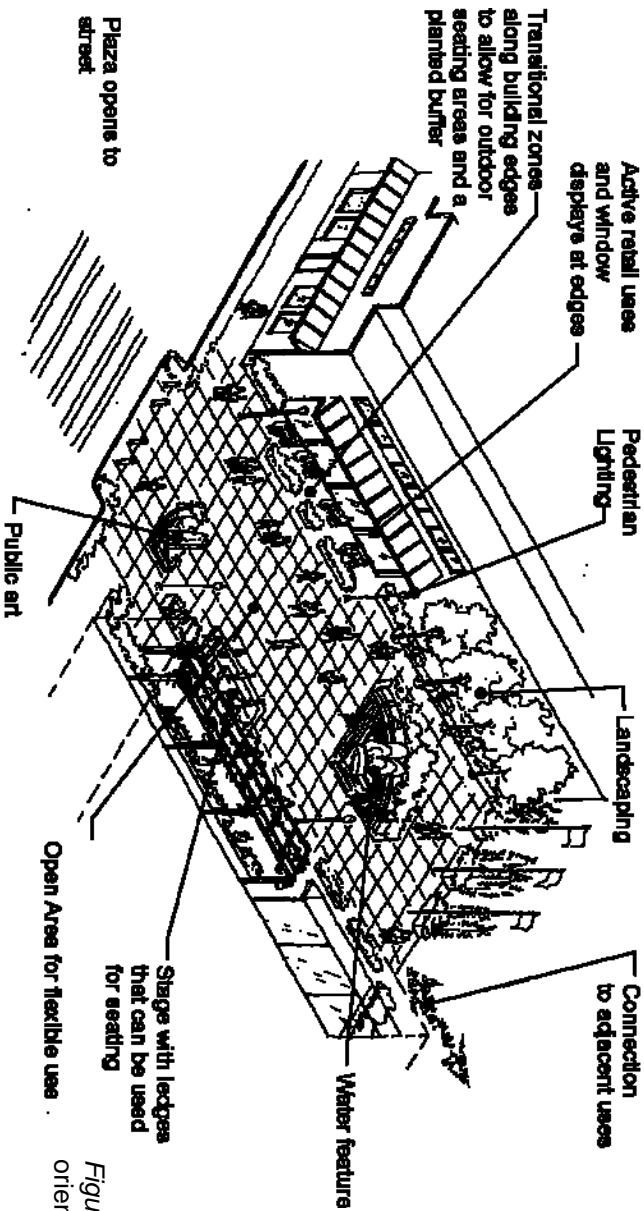 Active retail uses
and window
displays at edges
Pedestrian
Lighting
Landscaping
Connection
to adjacent uses
Transitional zones
along building edges
to allow for outdoor
seating areas and a
planted buffer
Plaza opens to
street
Public art
Open Area for flexible use
Stage with ledges
that can be used
for seating
Water feature
Figu
orien